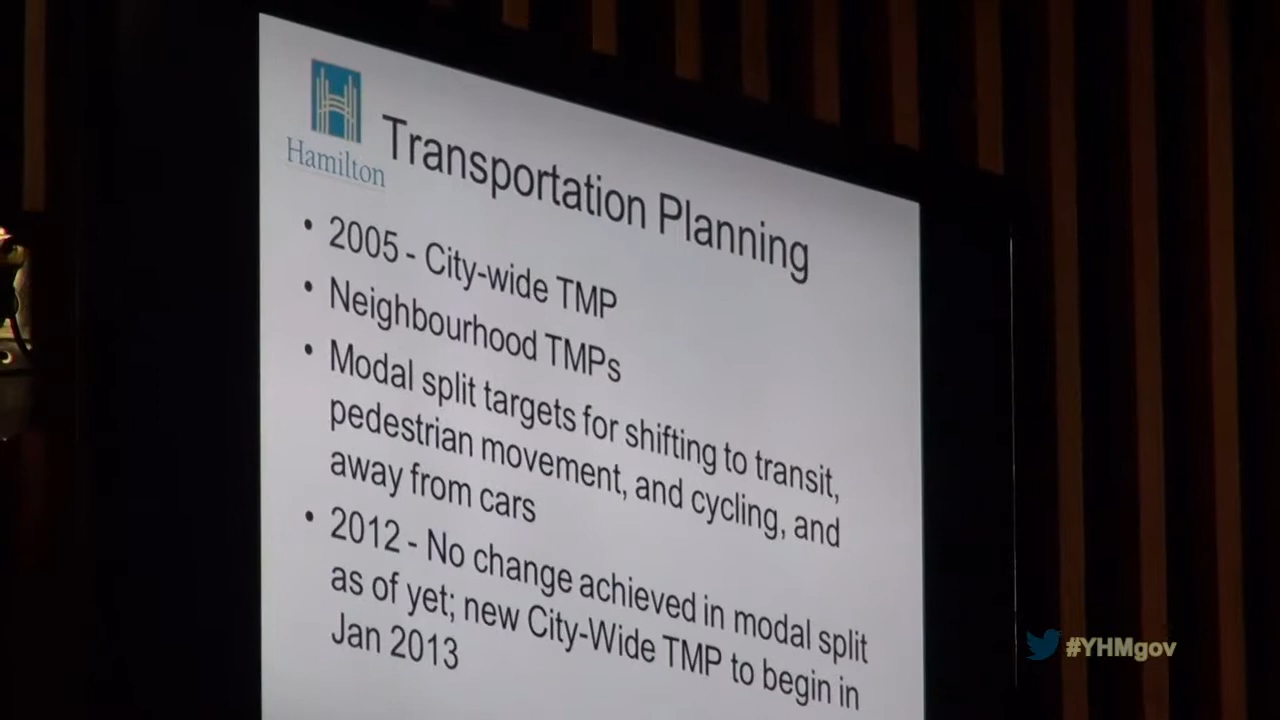 Hamilton
Transportation Planning
• 2005 - City-wide TMP
• Neighbourhood TMPs
• Modal split targets for shifting to transit,
pedestrian movement, and cycling, and
away from cars
• 2012 - No change achieved in modal split
as of yet; new City-Wide TMP to begin in
Jan 2013
#YHMgov